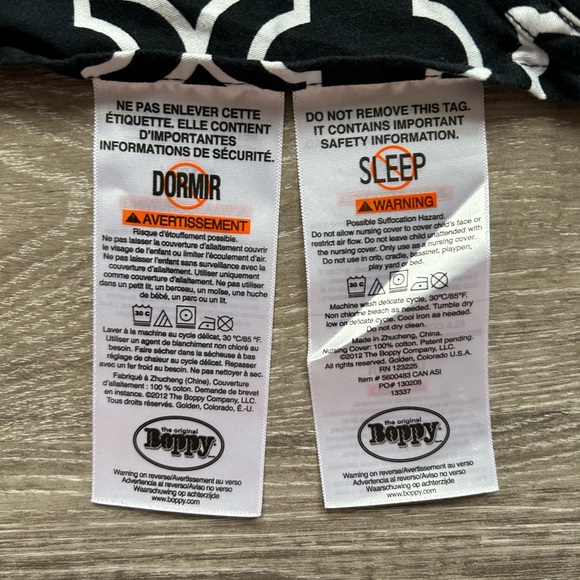 NE PAS ENLEVER CETTE
ÉTIQUETTE. ELLE CONTIENT
D'IMPORTANTES
INFORMATIONS DE SÉCURITÉ.
DORMIR
AVERTISSEMENT
Risque d'étouffement possible.
Ne pas laisser la couverture d'allaitement couvrir
le visage de l'enfant ou limiter l'écoulement d'air.
Ne pas laisser l'enfant sans surveillance avec la
couverture d'allaitement. Utiliser uniquement
comme une couverture d'allaitement. Ne pas utiliser
dans un petit lit, un berceau, un moïse, une huche
de bébé, un parc ou un lit.
30 C
Laver à la machine au cycle délicat, 30 °C/85 °F.
Utiliser un agent de blanchiment non chloré au
besoin. Faire sécher dans la sécheuse à bas
réglage de chaleur au cycle délicat. Repasser
avec un fer froid au besoin. Ne pas nettoyer à sec.
Fabriqué à Zhucheng (China). Couverture
d'allaitement : 100 % coton. Demande de brevet
en instance. ©2012 The Boppy Company, LLC.
Tous droits réservés. Golden, Colorado, É.-U.
the original
Boppy
Warning on reverse/Avertissement au verso
Advertencia al reverso/Aviso no verso
Waarschuwing op achterzijde
www.boppy.com
DO NOT REMOVE THIS TAG.
IT CONTAINS IMPORTANT
SAFETY INFORMATION.
SLEEP
WARNING
Possible Suffocation Hazard.
Do not allow nursing cover to cover child's face or
restrict air flow. Do not leave child unattended with
the nursing cover. Only use as a nursing cover.
Do not use in crib, cradle, bassinet, playpen,
play yard or bed.
30 C
Machine wash delicate cycle, 30°C/85°F.
Non chlorine bleach as needed. Tumble dry
low on delicate cycle. Cool iron as needed.
Do not dry clean.
Made in Zhucheng, China.
Nursing Cover: 100% cotton. Patent pending.
©2012 The Boppy Company, LLC.
All rights reserved. Golden, Colorado U.S.A.
RN 123225
Item # 5600483 CAN ASI
PO# 130205
13337
the original
Boppy
Warning on reverse/Avertissement au verso
Advertencia al reverso/Aviso no verso
Waarschuwing op achterzijde
www.boppy.com